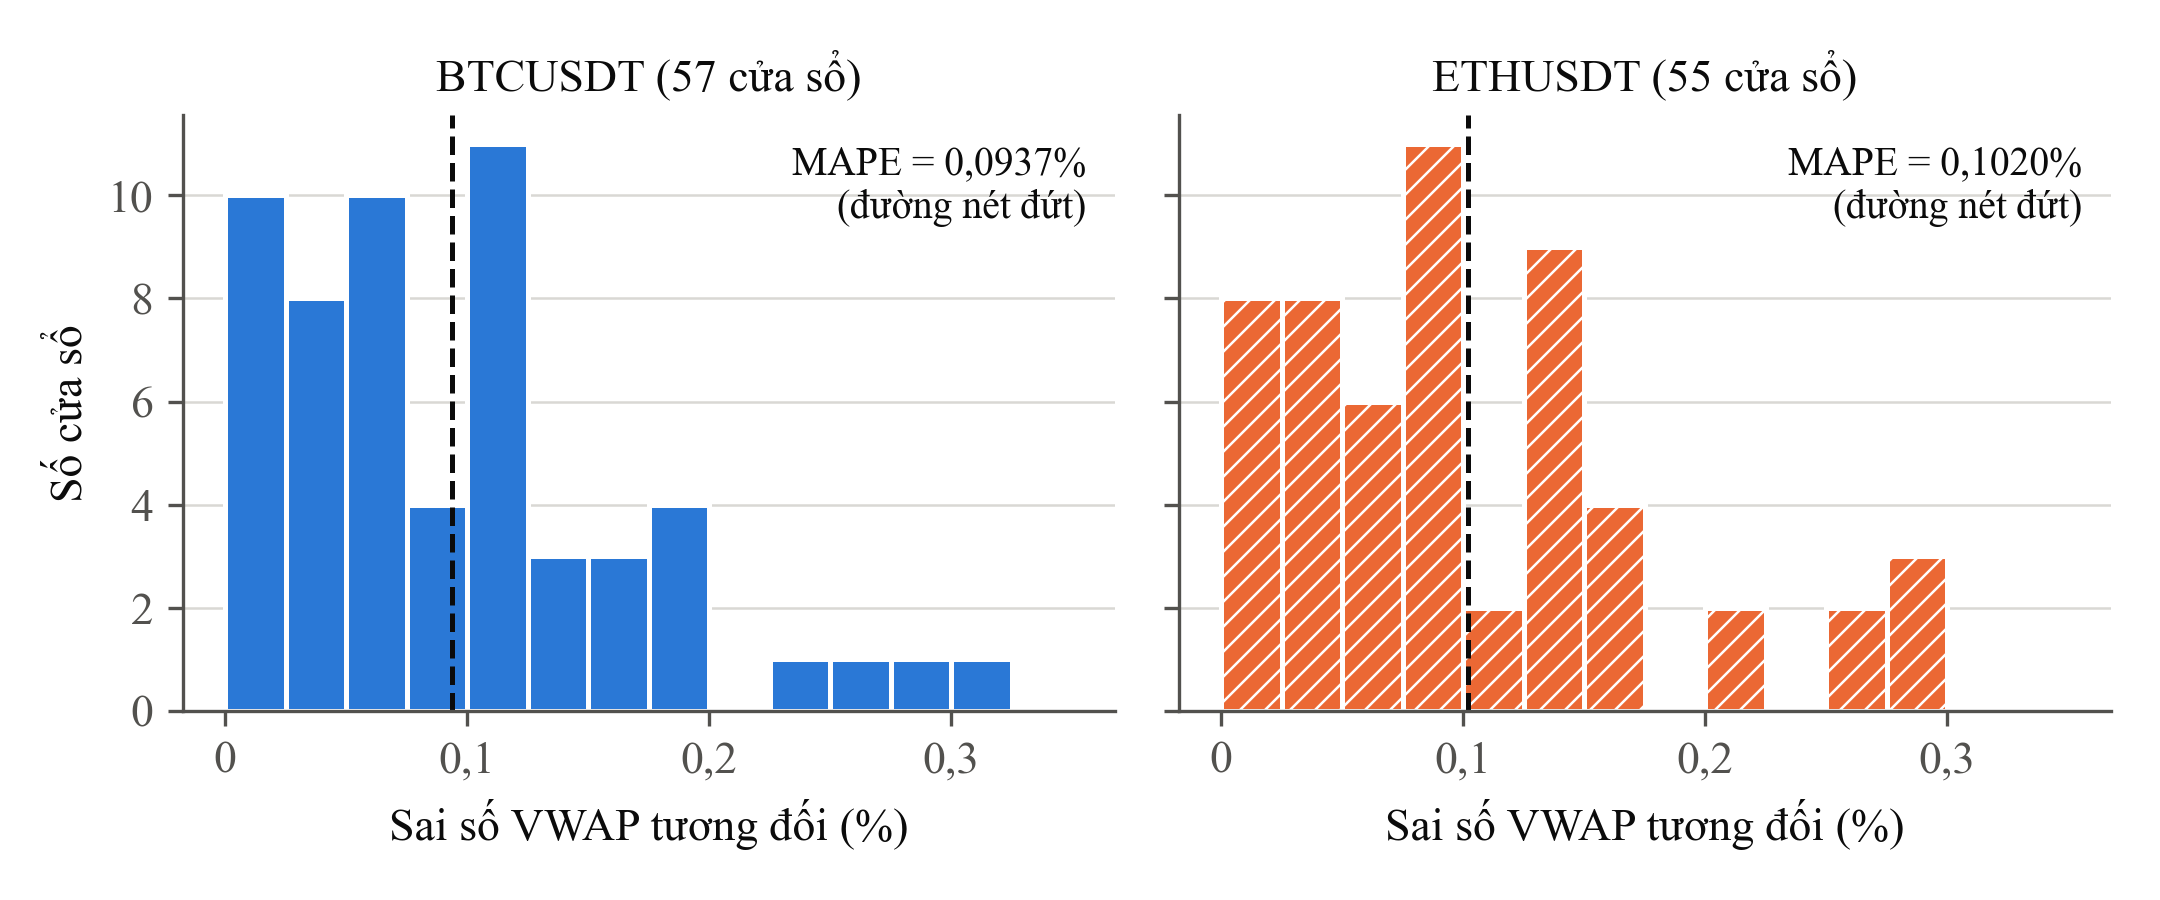 BTCUSDT (57 cửa sổ)
MAPE = 0,0937%
(đường nét đứt)
Số cửa sổ
10
8
6
4
2
0
0
0,1
0,2
0,3
Sai số VWAP tương đối (%)
ETHUSDT (55 cửa sổ)
MAPE = 0,1020%
(đường nét đứt)
0
0,1
0,2
0,3
Sai số VWAP tương đối (%)